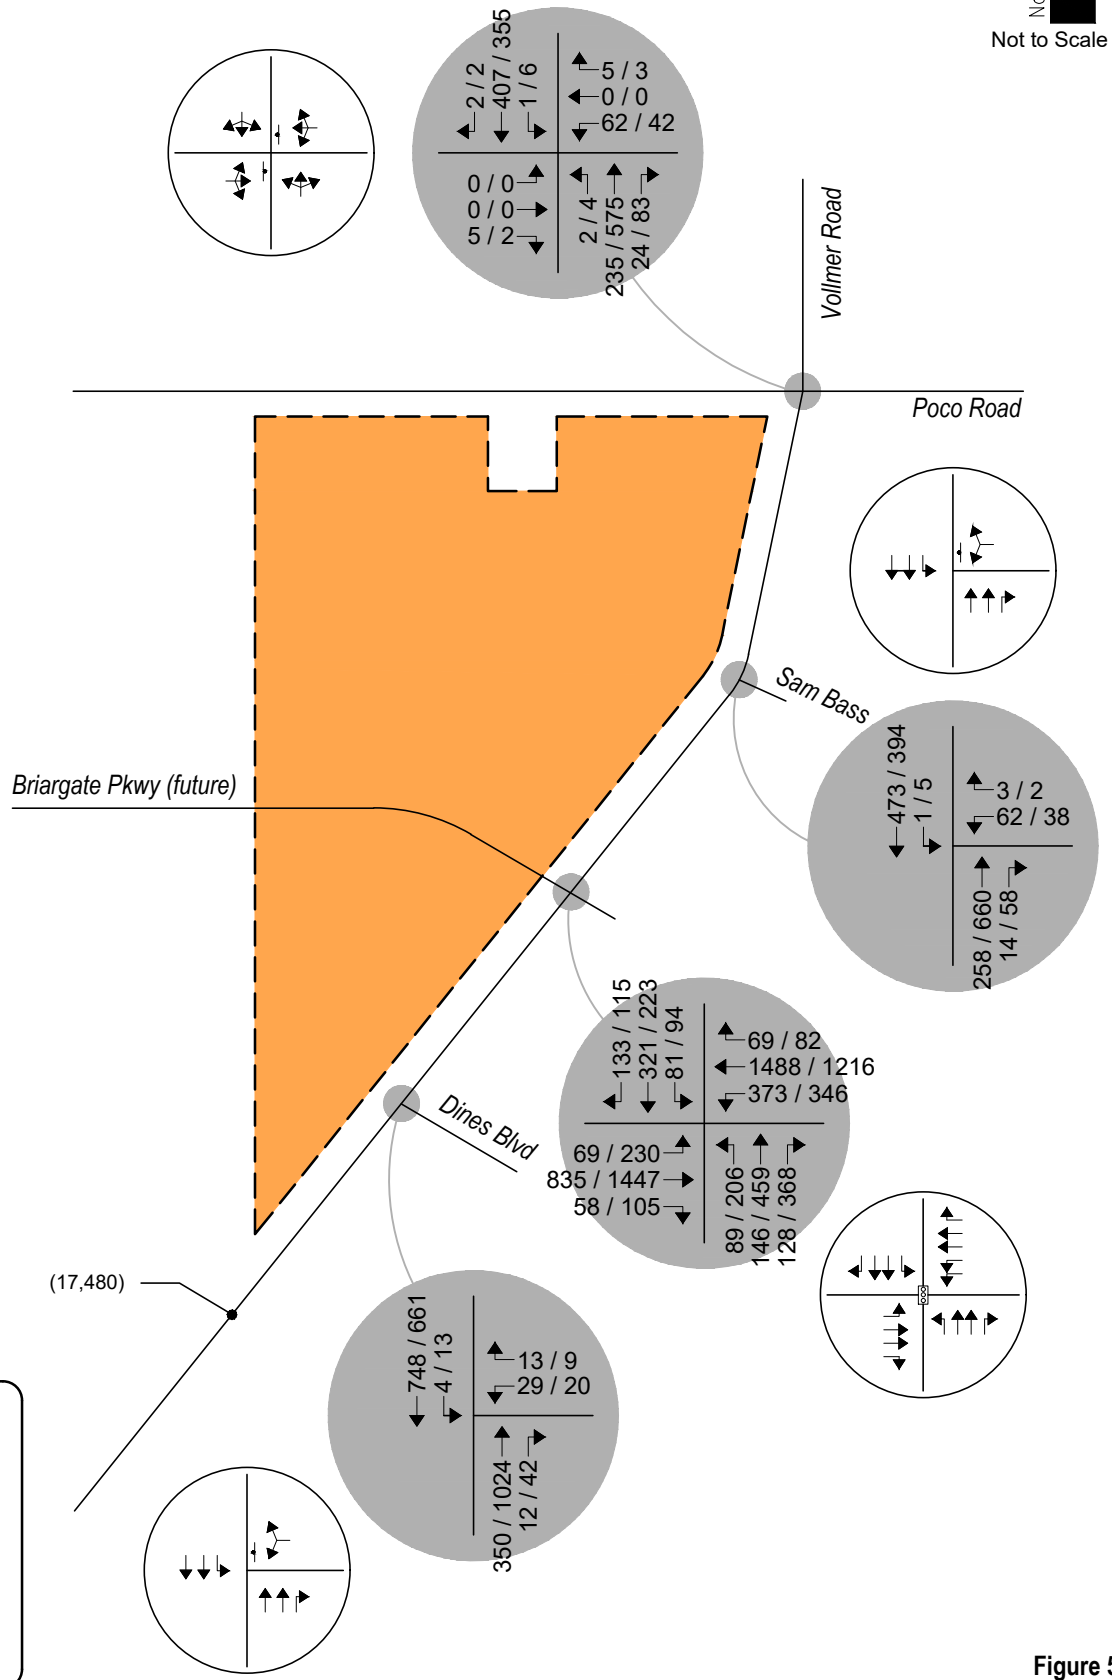 No
Not to Scale
2 / 2
407 / 355
1 / 6
5 / 3
0 / 0
62 / 42
0 / 0
0 / 0
5 / 2
2 / 4
235 / 575
24 / 83
Vollmer Road
Poco Road
Sam Bass
473 / 394
1 / 5
3 / 2
62 / 38
258 / 660
14 / 58
Briargate Pkwy (future)
133 / 115
321 / 223
81 / 94
69 / 82
1488 / 1216
373 / 346
69 / 230
835 / 1447
58 / 105
89 / 206
146 / 459
128 / 368
Dines Blvd
(17,480)
748 / 661
4 / 13
13 / 9
29 / 20
350 / 1024
12 / 42
Figure 5